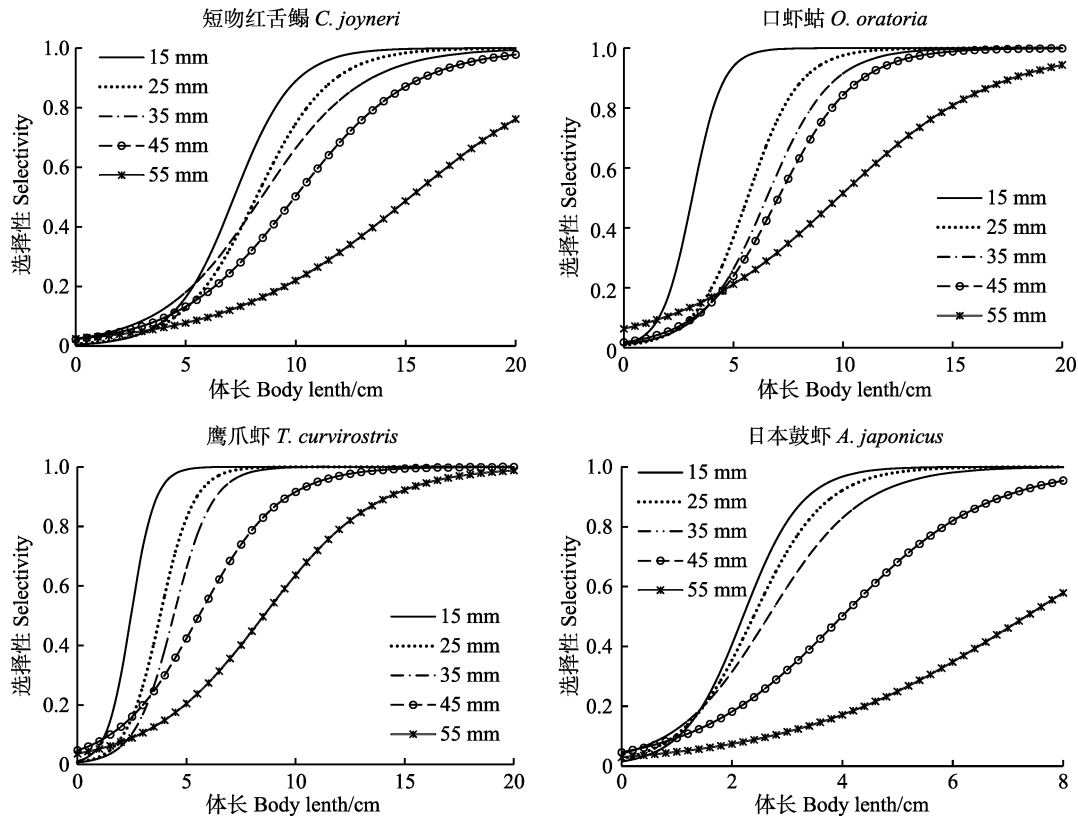 短吻红舌鳎 C. joyneri
1.0
0.8
0.6
0.4
0.2
0
选择性 Selectivity
15 mm
25 mm
35 mm
45 mm
55 mm
0
5
10
15
20
体长 Body lenth/cm
口虾蛄 O. oratoria
1.0
0.8
0.6
0.4
0.2
0
选择性 Selectivity
15 mm
25 mm
35 mm
45 mm
55 mm
0
5
10
15
20
体长 Body lenth/cm
鹰爪虾 T. curvirostris
1.0
0.8
0.6
0.4
0.2
0
选择性 Selectivity
15 mm
25 mm
35 mm
45 mm
55 mm
0
5
10
15
20
体长 Body lenth/cm
日本鼓虾 A. japonicus
1.0
0.8
0.6
0.4
0.2
0
选择性 Selectivity
15 mm
25 mm
35 mm
45 mm
55 mm
0
2
4
6
8
体长 Body lenth/cm